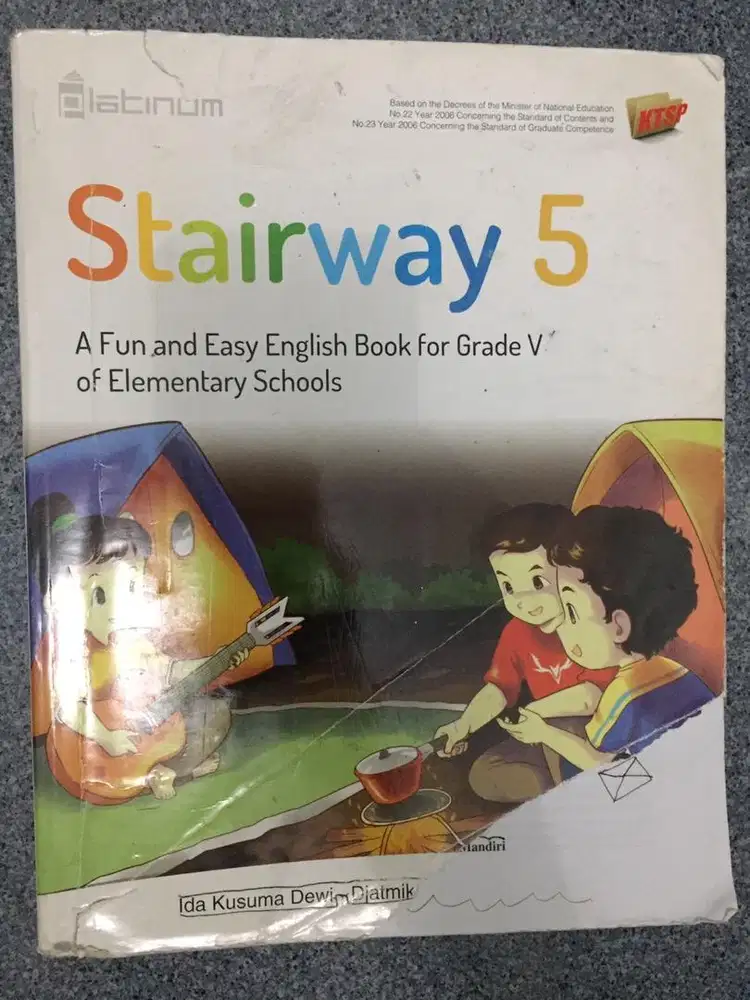 Platinum
Based on the Decrees of the Minister of National Education
No.22 Year 2006 Concerning the Standard of Contents and
No.23 Year 2006 Concerning the Standard of Graduate Competence
KTSP
Stairway 5
A Fun and Easy English Book for Grade V
of Elementary Schools
Ida Kusuma Dewi